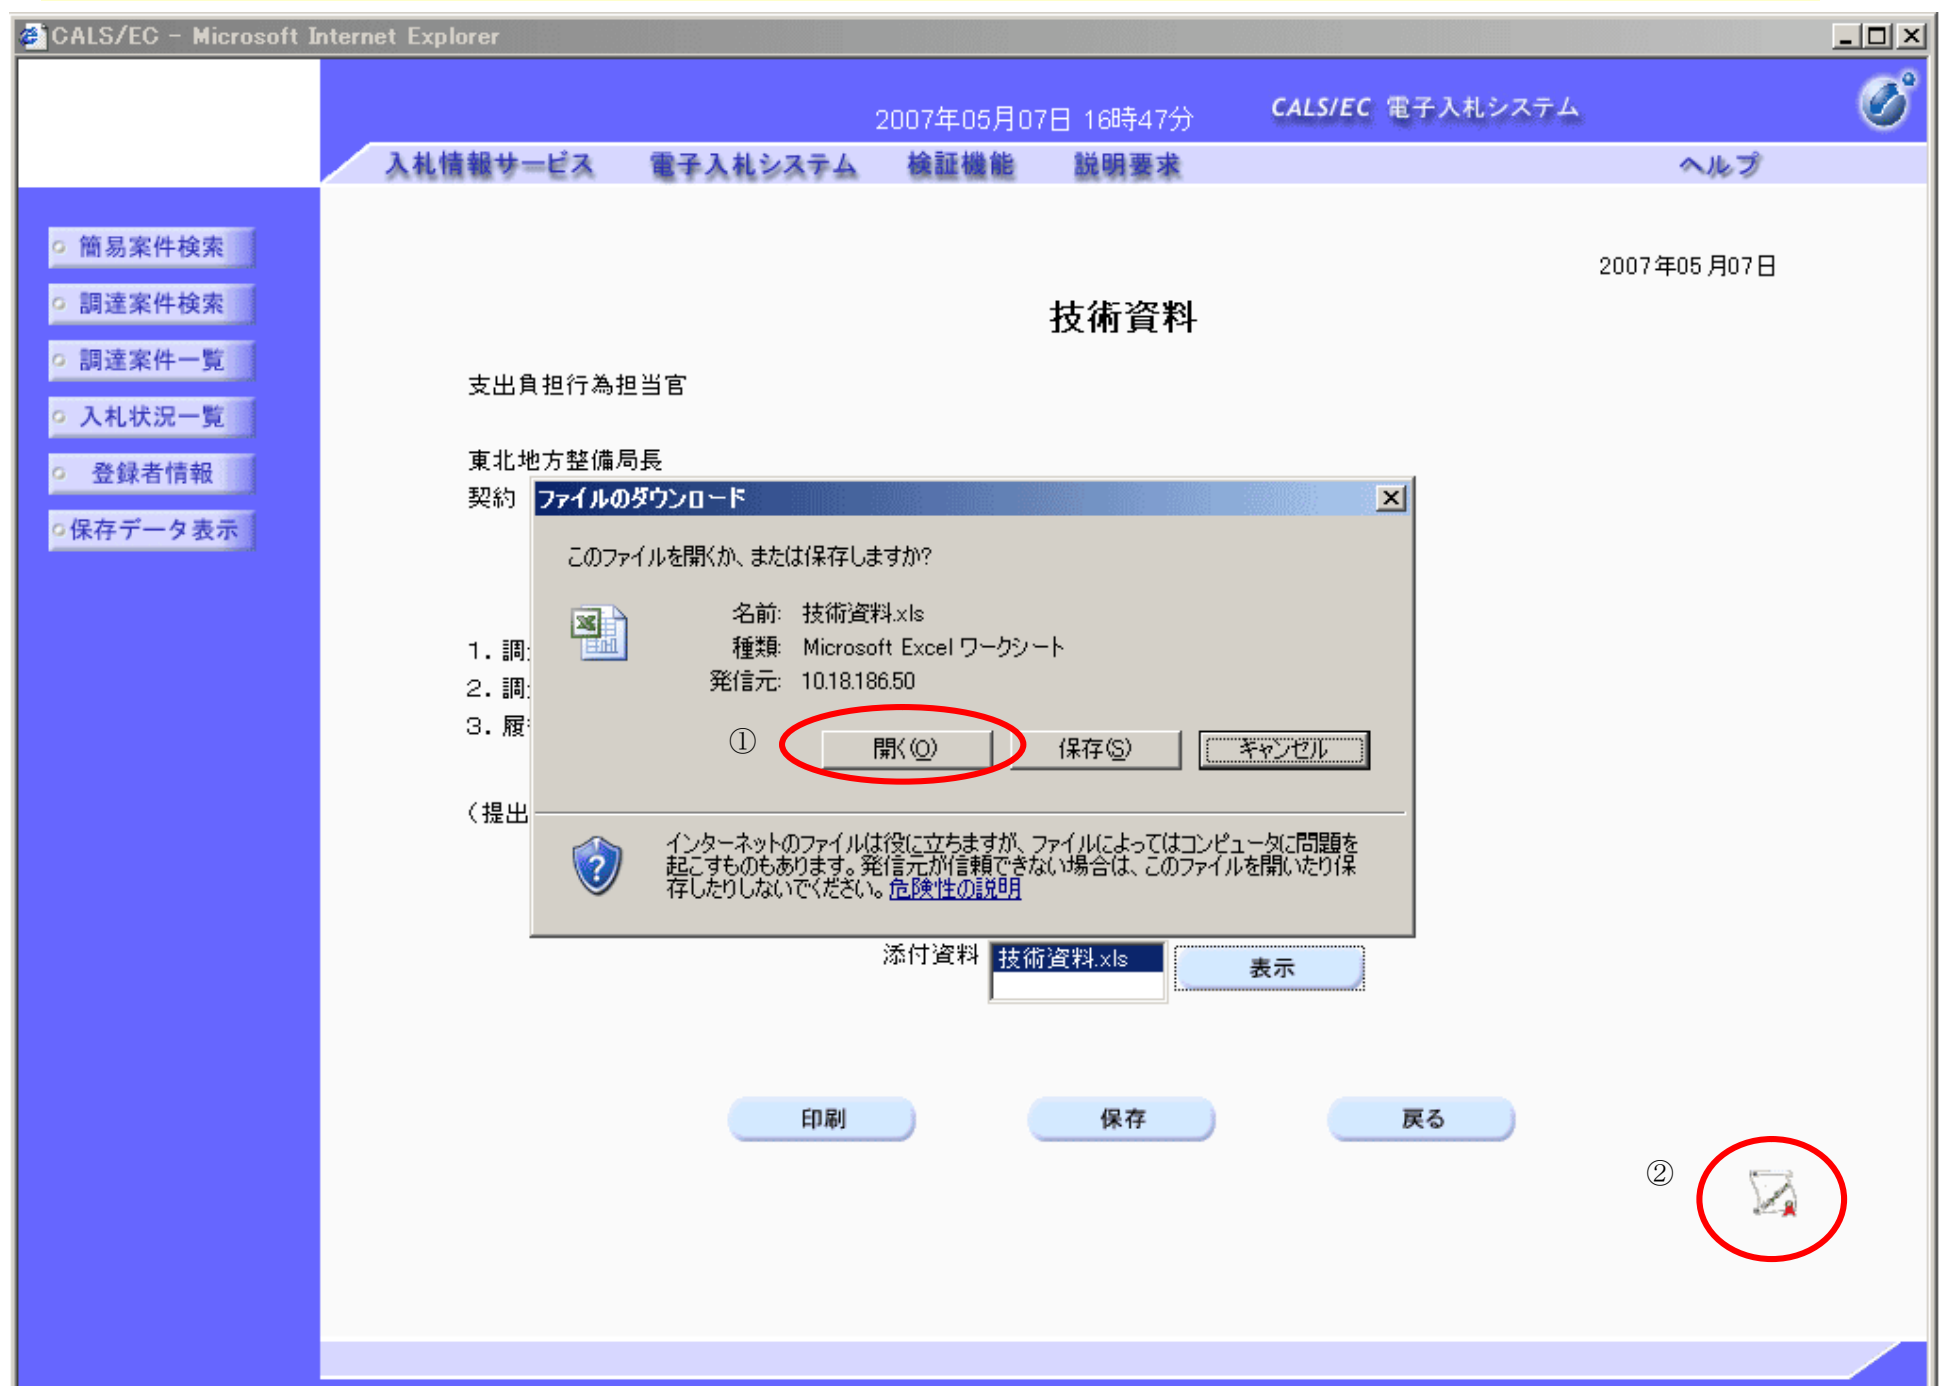 CALS/EC - Microsoft Internet Explorer
2007年05月07日 16時47分
CALS/EC 電子入札システム
入札情報サービス 電子入札システム 検証機能 説明要求 ヘルプ
簡易案件検索
調達案件検索
調達案件一覧
入札状況一覧
登録者情報
保存データ表示
2007年05月07日
技術資料
支出負担行為担当官
東北地方整備局長
契約
1. 調
2. 調
3. 履
(提出
ファイルのダウンロード
このファイルを開くか、または保存しますか?
名前: 技術資料.xls
種類: Microsoft Excel ワークシート
発信元: 10.18.186.50
① 開く(O) 保存(S) キャンセル
インターネットのファイルは役に立ちますが、ファイルによってはコンピュータに問題を
起こすものもあります。発信元が信頼できない場合は、このファイルを開いたり保
存したりしないでください。危険性の説明
添付資料 技術資料.xls 表示
印刷 保存 戻る
②